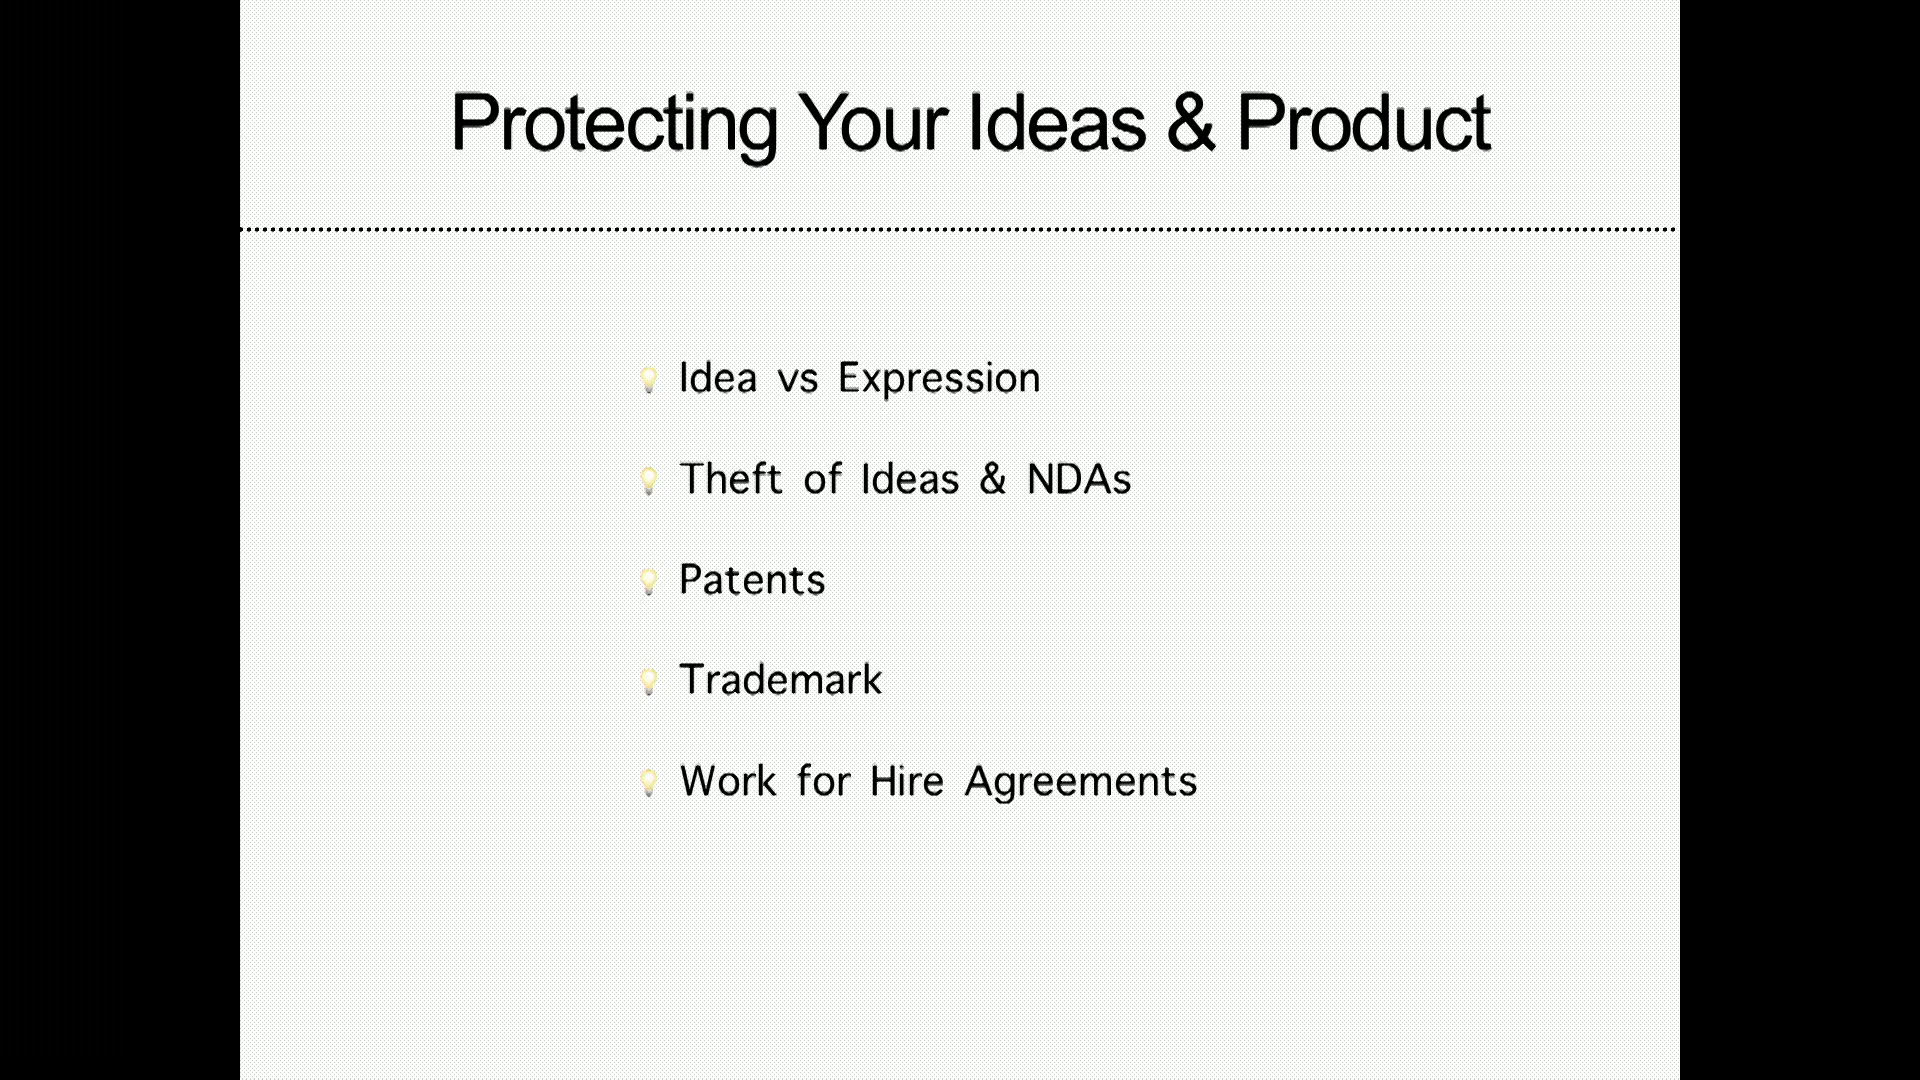 Protecting Your Ideas & Product
Idea vs Expression
Theft of Ideas & NDAs
Patents
Trademark
Work for Hire Agreements